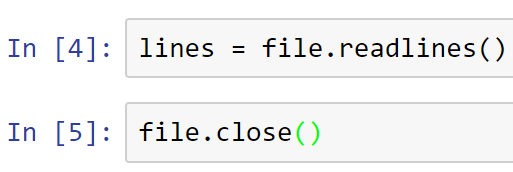 In [4]: lines = file.readlines()
In [5]: file.close()